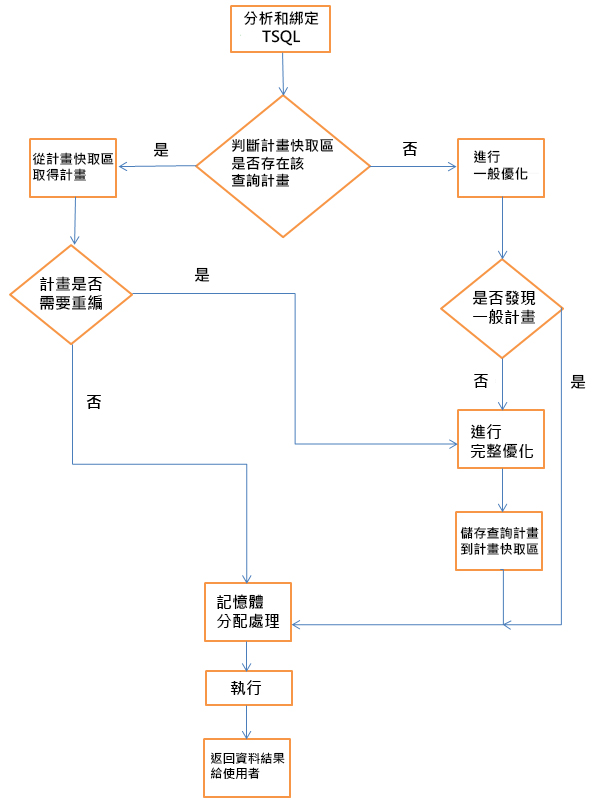 分析和綁定
TSQL
判斷計畫快取區
是否存在該
查詢計畫
是
否
從計畫快取區
取得計畫
進行
一般優化
計畫是否
需要重編
是
是否發現
一般計畫
否
否
是
進行
完整優化
儲存查詢計畫
到計畫快取區
記憶體
分配處理
執行
返回資料結果
給使用者